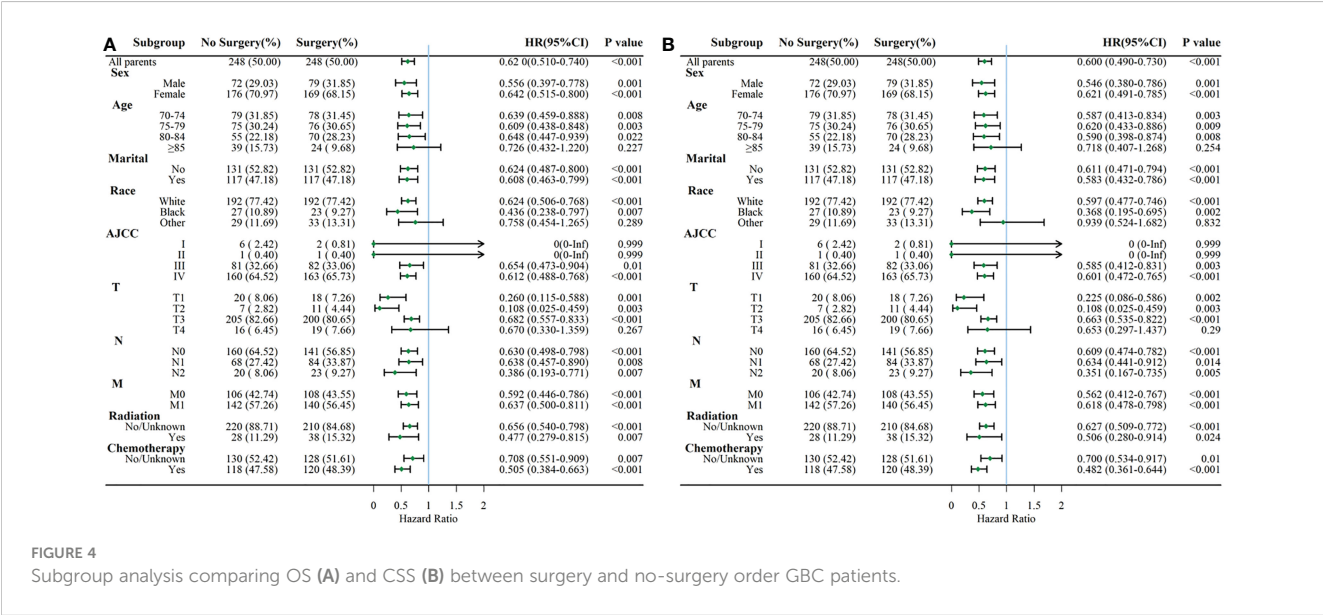 A Subgroup No Surgery(%) Surgery(%) HR(95%CI) P value
All parents 248 (50.00) 248 (50.00) 0.62 0(0.510-0.740) <0.001
Sex
Male 72 (29.03) 79 (31.85) 0.556 (0.397-0.778) 0.001
Female 176 (70.97) 169 (68.15) 0.642 (0.515-0.800) <0.001
Age
70-74 79 (31.85) 78 (31.45) 0.639 (0.459-0.888) 0.008
75-79 75 (30.24) 76 (30.65) 0.609 (0.438-0.848) 0.003
80-84 55 (22.18) 70 (28.23) 0.648 (0.447-0.939) 0.022
≥85 39 (15.73) 24 ( 9.68) 0.726 (0.432-1.220) 0.227
Marital
No 131 (52.82) 131 (52.82) 0.624 (0.487-0.800) <0.001
Yes 117 (47.18) 117 (47.18) 0.608 (0.463-0.799) <0.001
Race
White 192 (77.42) 192 (77.42) 0.624 (0.506-0.768) <0.001
Black 27 (10.89) 23 ( 9.27) 0.436 (0.238-0.797) 0.007
Other 29 (11.69) 33 (13.31) 0.758 (0.454-1.265) 0.289
AJCC
I 6 ( 2.42) 2 ( 0.81) 0(0-Inf) 0.999
II 1 ( 0.40) 1 ( 0.40) 0(0-Inf) 0.999
III 81 (32.66) 82 (33.06) 0.654 (0.473-0.904) 0.01
IV 160 (64.52) 163 (65.73) 0.612 (0.488-0.768) <0.001
T
T1 20 ( 8.06) 18 ( 7.26) 0.260 (0.115-0.588) 0.001
T2 7 ( 2.82) 11 ( 4.44) 0.108 (0.025-0.459) 0.003
T3 205 (82.66) 200 (80.65) 0.682 (0.557-0.833) <0.001
T4 16 ( 6.45) 19 ( 7.66) 0.670 (0.330-1.359) 0.267
N
N0 160 (64.52) 141 (56.85) 0.630 (0.498-0.798) <0.001
N1 68 (27.42) 84 (33.87) 0.638 (0.457-0.890) 0.008
N2 20 ( 8.06) 23 ( 9.27) 0.386 (0.193-0.771) 0.007
M
M0 106 (42.74) 108 (43.55) 0.592 (0.446-0.786) <0.001
M1 142 (57.26) 140 (56.45) 0.637 (0.500-0.811) <0.001
Radiation
No/Unknown 220 (88.71) 210 (84.68) 0.656 (0.540-0.798) <0.001
Yes 28 (11.29) 38 (15.32) 0.477 (0.279-0.815) 0.007
Chemotherapy
No/Unknown 130 (52.42) 128 (51.61) 0.708 (0.551-0.909) 0.007
Yes 118 (47.58) 120 (48.39) 0.505 (0.384-0.663) <0.001
0 0.5 1 1.5 2
Hazard Ratio
B Subgroup No Surgery(%) Surgery(%) HR(95%CI) P value
All parents 248(50.00) 248(50.00) 0.600 (0.490-0.730) <0.001
Sex
Male 72 (29.03) 79 (31.85) 0.546 (0.380-0.786) 0.001
Female 176 (70.97) 169 (68.15) 0.621 (0.491-0.785) <0.001
Age
70-74 79 (31.85) 78 (31.45) 0.587 (0.413-0.834) 0.003
75-79 75 (30.24) 76 (30.65) 0.620 (0.433-0.886) 0.009
80-84 55 (22.18) 70 (28.23) 0.590 (0.398-0.874) 0.008
≥85 39 (15.73) 24 ( 9.68) 0.718 (0.407-1.268) 0.254
Marital
No 131 (52.82) 131 (52.82) 0.611 (0.471-0.794) <0.001
Yes 117 (47.18) 117 (47.18) 0.583 (0.432-0.786) <0.001
Race
White 192 (77.42) 192 (77.42) 0.597 (0.477-0.746) <0.001
Black 27 (10.89) 23 ( 9.27) 0.368 (0.195-0.695) 0.002
Other 29 (11.69) 33 (13.31) 0.939 (0.524-1.682) 0.832
AJCC
I 6 ( 2.42) 2 ( 0.81) 0 (0-Inf) 0.999
II 1 ( 0.40) 1 ( 0.40) 0 (0-Inf) 0.999
III 81 (32.66) 82 (33.06) 0.585 (0.412-0.831) 0.003
IV 160 (64.52) 163 (65.73) 0.601 (0.472-0.765) <0.001
T
T1 20 ( 8.06) 18 ( 7.26) 0.225 (0.086-0.586) 0.002
T2 7 ( 2.82) 11 ( 4.44) 0.108 (0.025-0.459) 0.003
T3 205 (82.66) 200 (80.65) 0.663 (0.535-0.822) <0.001
T4 16 ( 6.45) 19 ( 7.66) 0.653 (0.297-1.437) 0.29
N
N0 160 (64.52) 141 (56.85) 0.609 (0.474-0.782) <0.001
N1 68 (27.42) 84 (33.87) 0.634 (0.441-0.912) 0.014
N2 20 ( 8.06) 23 ( 9.27) 0.351 (0.167-0.735) 0.005
M
M0 106 (42.74) 108 (43.55) 0.562 (0.412-0.767) <0.001
M1 142 (57.26) 140 (56.45) 0.618 (0.478-0.798) <0.001
Radiation
No/Unknown 220 (88.71) 210 (84.68) 0.627 (0.509-0.772) <0.001
Yes 28 (11.29) 38 (15.32) 0.506 (0.280-0.914) 0.024
Chemotherapy
No/Unknown 130 (52.42) 128 (51.61) 0.700 (0.534-0.917) 0.01
Yes 118 (47.58) 120 (48.39) 0.482 (0.361-0.644) <0.001
0 0.5 1 1.5 2
Hazard Ratio
FIGURE 4
Subgroup analysis comparing OS (A) and CSS (B) between surgery and no-surgery order GBC patients.